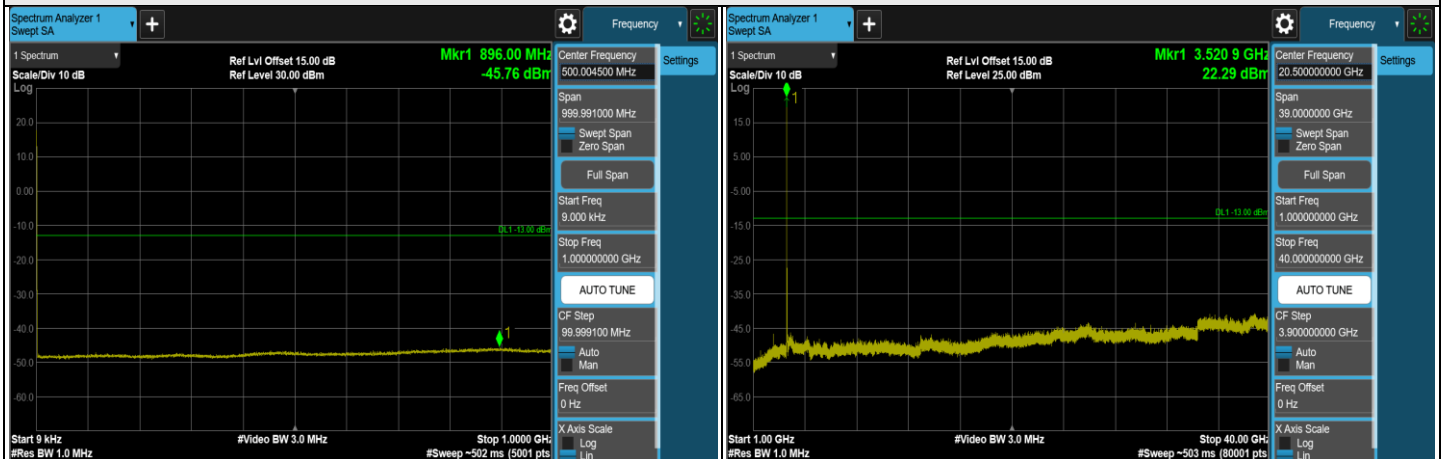 Spectrum Analyzer 1
Swept SA
+
Frequency
1 Spectrum
Ref Lvl Offset 15.00 dB
Mkr1 896.00 MHz
Scale/Div 10 dB
Ref Level 30.00 dBm
-45.76 dBm
Log
1
20.0
10.0
0.00
-10.0
-20.0
-30.0
-40.0
-50.0
-60.0
DL1 -13.00 dBm
Start 9 kHz
#Video BW 3.0 MHz
Stop 1.0000 GHz
#Res BW 1.0 MHz
#Sweep ~502 ms (5001 pts
Center Frequency
500.004500 MHz
Settings
Span
999.991000 MHz
Swept Span
Zero Span
Full Span
Start Freq
9.000 kHz
Stop Freq
1.000000000 GHz
AUTO TUNE
CF Step
99.999100 MHz
Auto
Man
Freq Offset
0 Hz
X Axis Scale
Log
Lin
Spectrum Analyzer 1
Swept SA
+
Frequency
1 Spectrum
Ref Lvl Offset 15.00 dB
Mkr1 3.520 9 GHz
Scale/Div 10 dB
Ref Level 25.00 dBm
22.29 dBm
Log
1
15.0
5.00
-5.00
-15.0
-25.0
-35.0
-45.0
-55.0
-65.0
DL1 -13.00 dBm
Start 1.00 GHz
#Video BW 3.0 MHz
Stop 40.00 GHz
#Res BW 1.0 MHz
#Sweep ~503 ms (80001 pts
Center Frequency
20.500000000 GHz
Settings
Span
39.0000000 GHz
Swept Span
Zero Span
Full Span
Start Freq
1.000000000 GHz
Stop Freq
40.000000000 GHz
AUTO TUNE
CF Step
3.900000000 GHz
Auto
Man
Freq Offset
0 Hz
X Axis Scale
Log
Lin